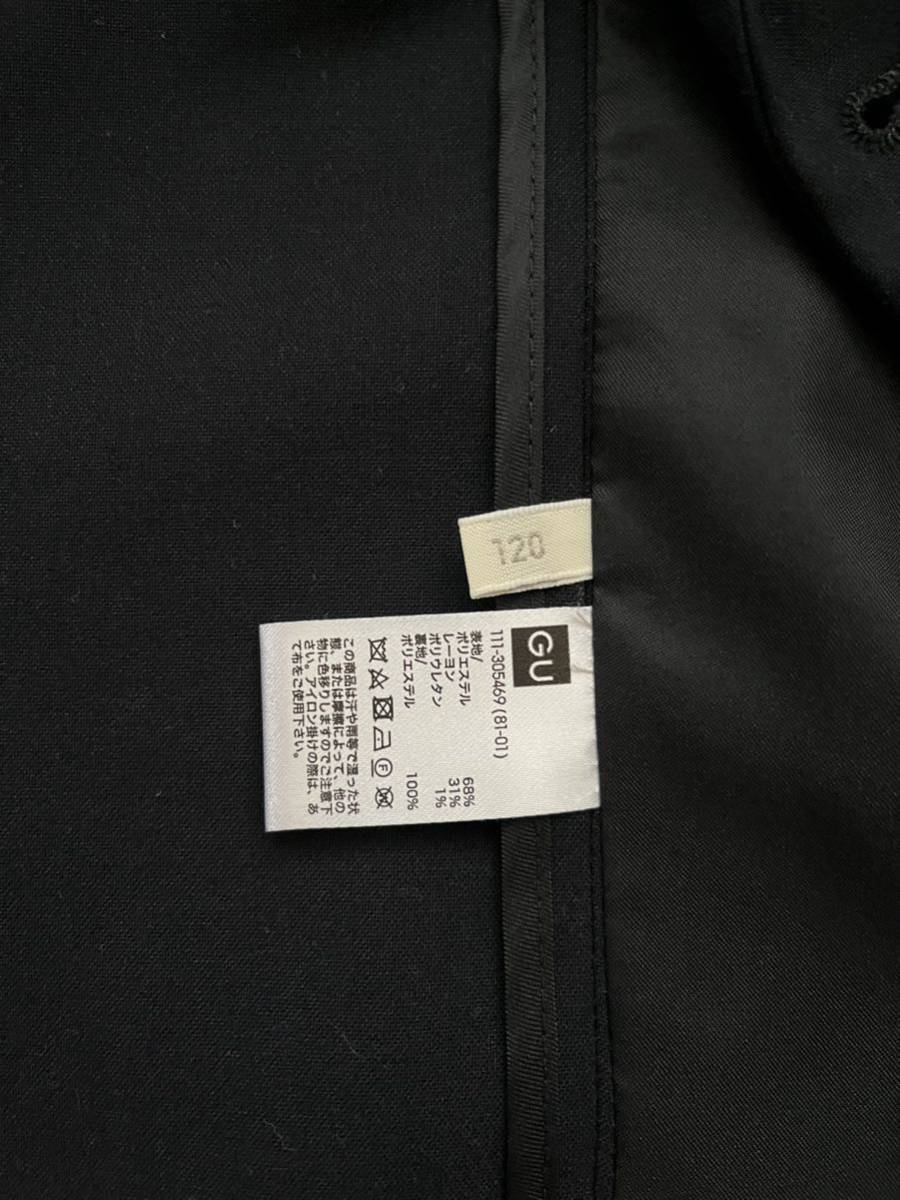 120
GU
111-305469 (81-01)
表地/
ポリエステル 68%
レーヨン 31%
ポリウレタン 1%
裏地/
ポリエステル 100%
F
W
この商品は汗や雨等で湿った状
態、または摩擦によって、他の
物に色移りしますのでご注意下
さい。アイロン掛けの際は、あ
て布をご使用下さい。